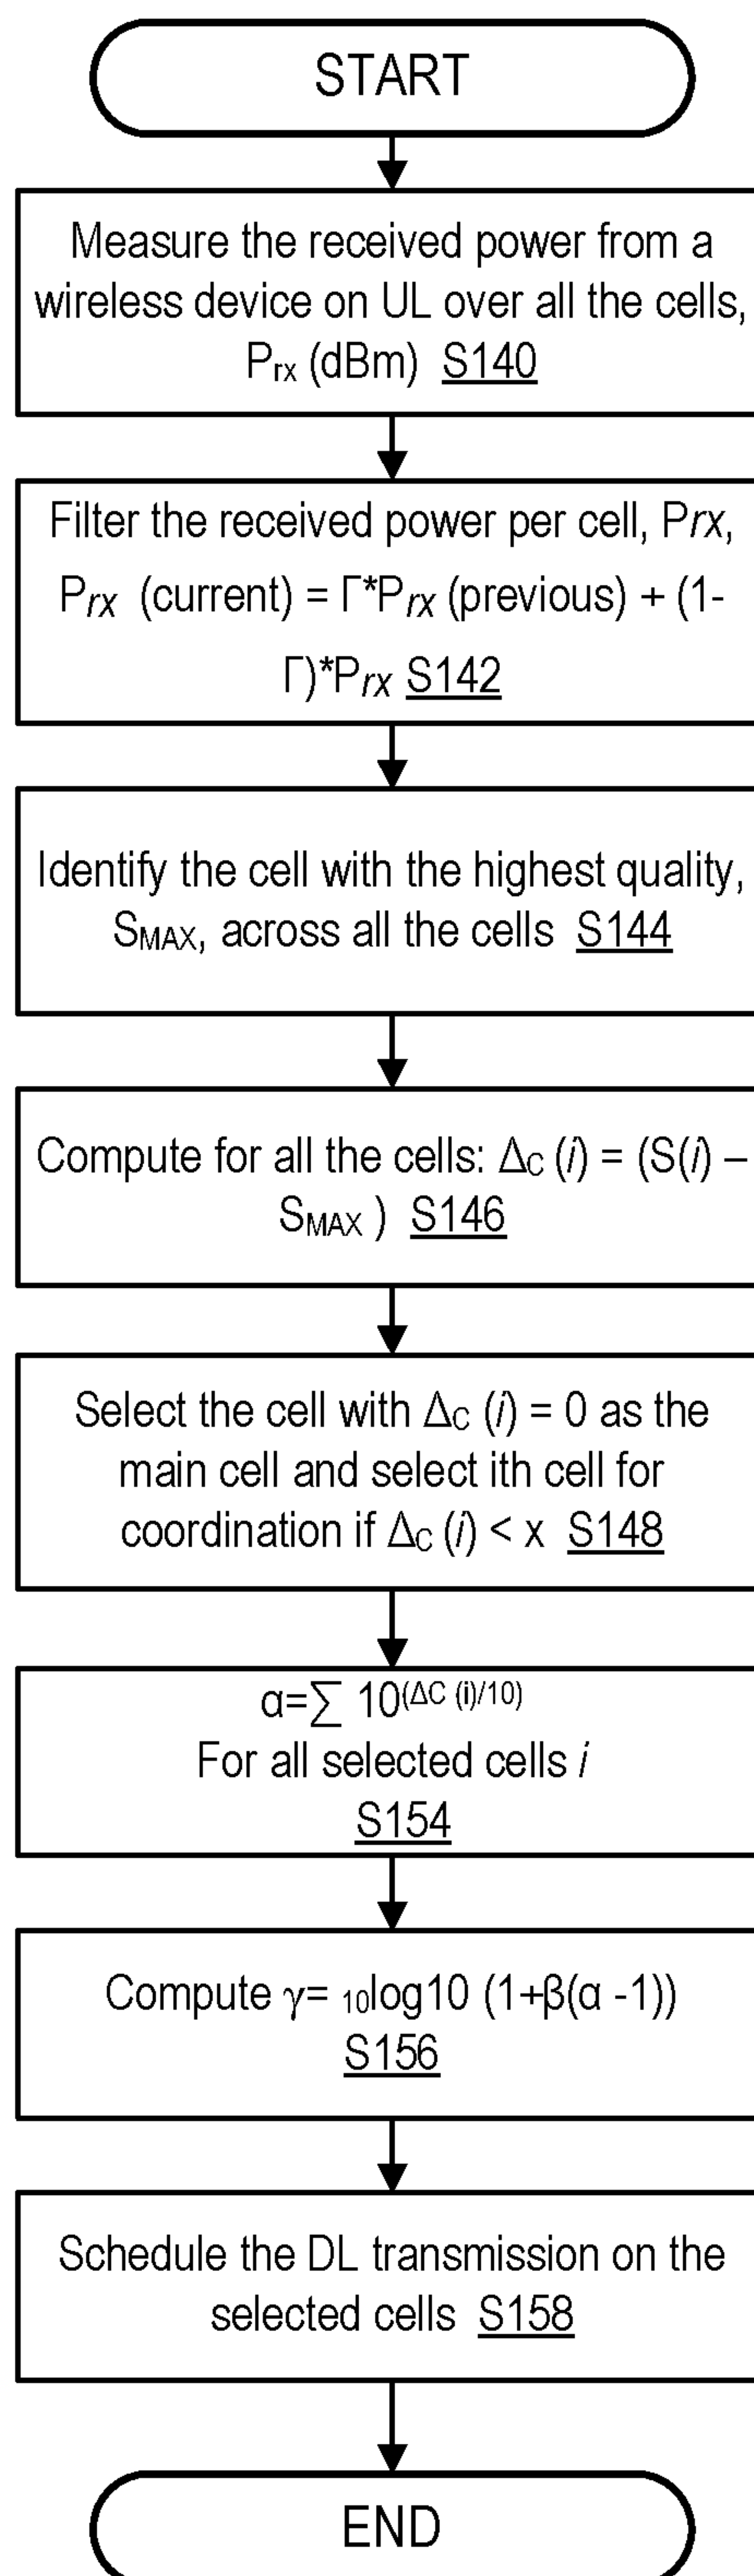 START
Measure the received power from a
wireless device on UL over all the cells,
Prx (dBm) S140
Filter the received power per cell, Prx,
Prx (current) = Γ*Prx (previous) + (1-
Γ)*Prx S142
Identify the cell with the highest quality,
SMAX, across all the cells S144
Compute for all the cells: ΔC (i) = (S(i) –
SMAX ) S146
Select the cell with ΔC (i) = 0 as the
main cell and select ith cell for
coordination if ΔC (i) < x S148
α=∑ 10(ΔC (i)/10)
For all selected cells i
S154
Compute γ= 10log10 (1+β(α -1))
S156
Schedule the DL transmission on the
selected cells S158
END